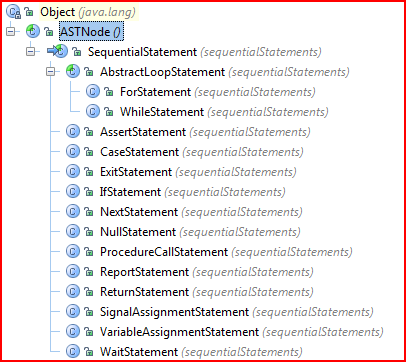 Object (java.lang)
ASTNode ()
SequentialStatement (sequentialStatements)
AbstractLoopStatement (sequentialStatements)
ForStatement (sequentialStatements)
WhileStatement (sequentialStatements)
AssertStatement (sequentialStatements)
CaseStatement (sequentialStatements)
ExitStatement (sequentialStatements)
IfStatement (sequentialStatements)
NextStatement (sequentialStatements)
NullStatement (sequentialStatements)
ProcedureCallStatement (sequentialStatements)
ReportStatement (sequentialStatements)
ReturnStatement (sequentialStatements)
SignalAssignmentStatement (sequentialStatements)
VariableAssignmentStatement (sequentialStatements)
WaitStatement (sequentialStatements)